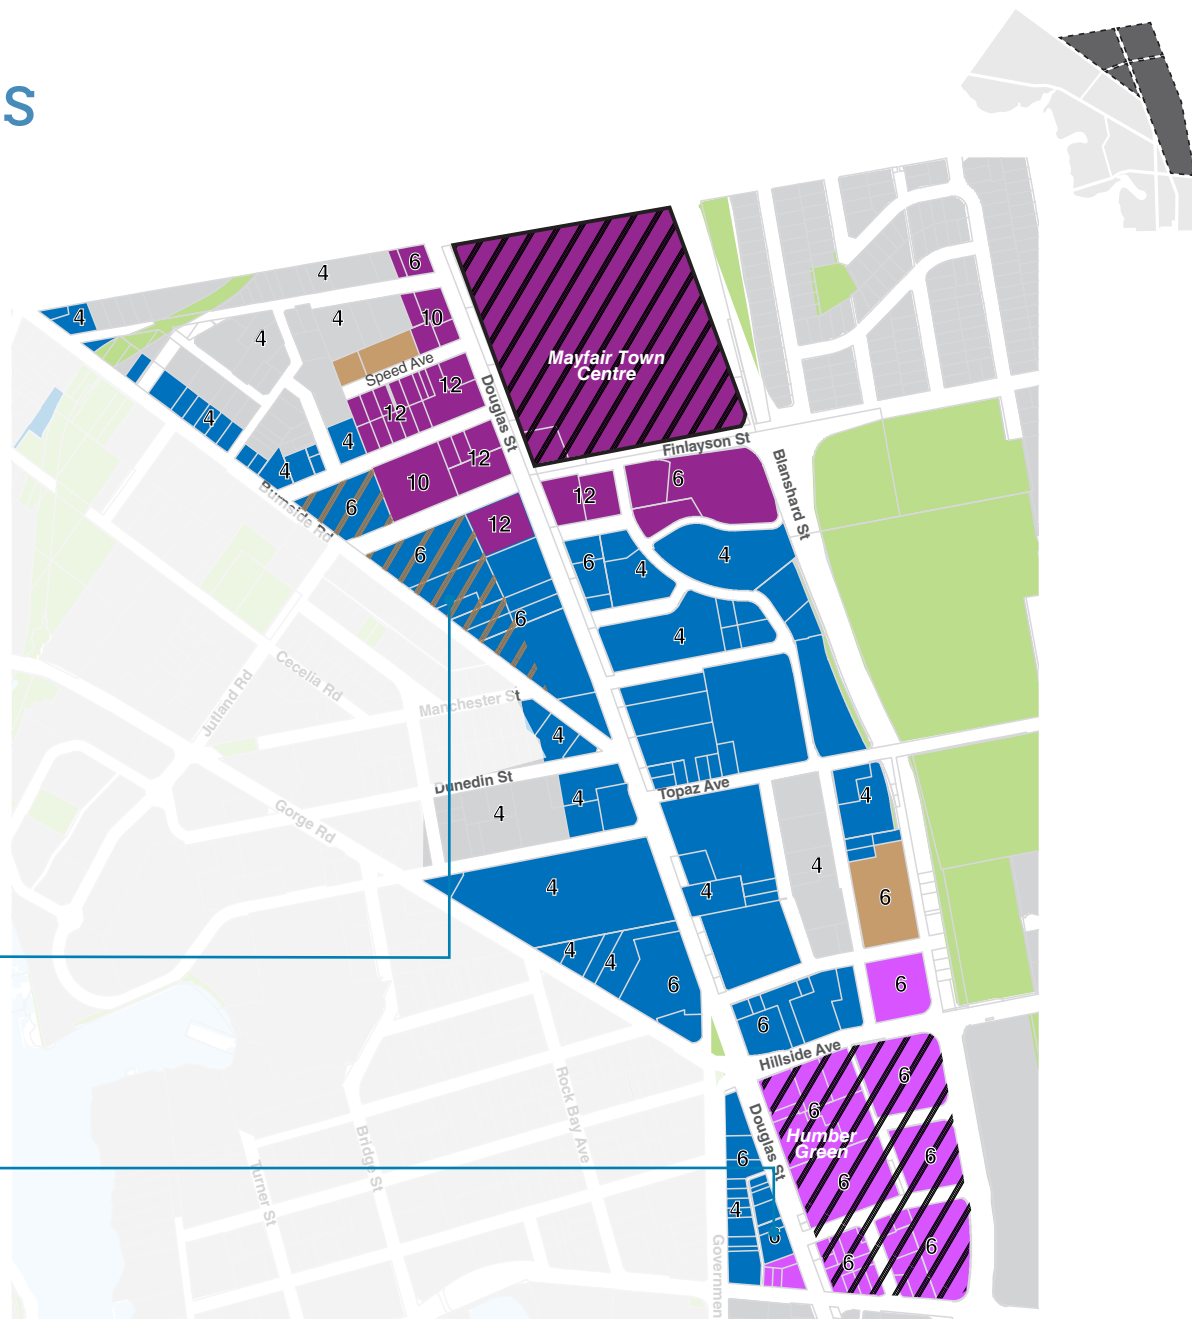 s
4
6
4
4
10
4
Speed Ave
12
Mayfair Town
Centre
Douglas St
12
4
4
Finlayson St
12
6
4
10
12
Blanshard St
Burnside Rd
6
12
6
4
6
4
6
4
Cecelia Rd
Jutland Rd
Manchester St
4
Dunedin St
Topaz Ave
4
4
4
Gorge Rd
4
4
4
6
4
4
6
6
6
Hillside Ave
Rock Bay Ave
6
Douglas St
6
Humber
Green
Bridge St
6
6
Turner St
6
4
6
6
Governmen